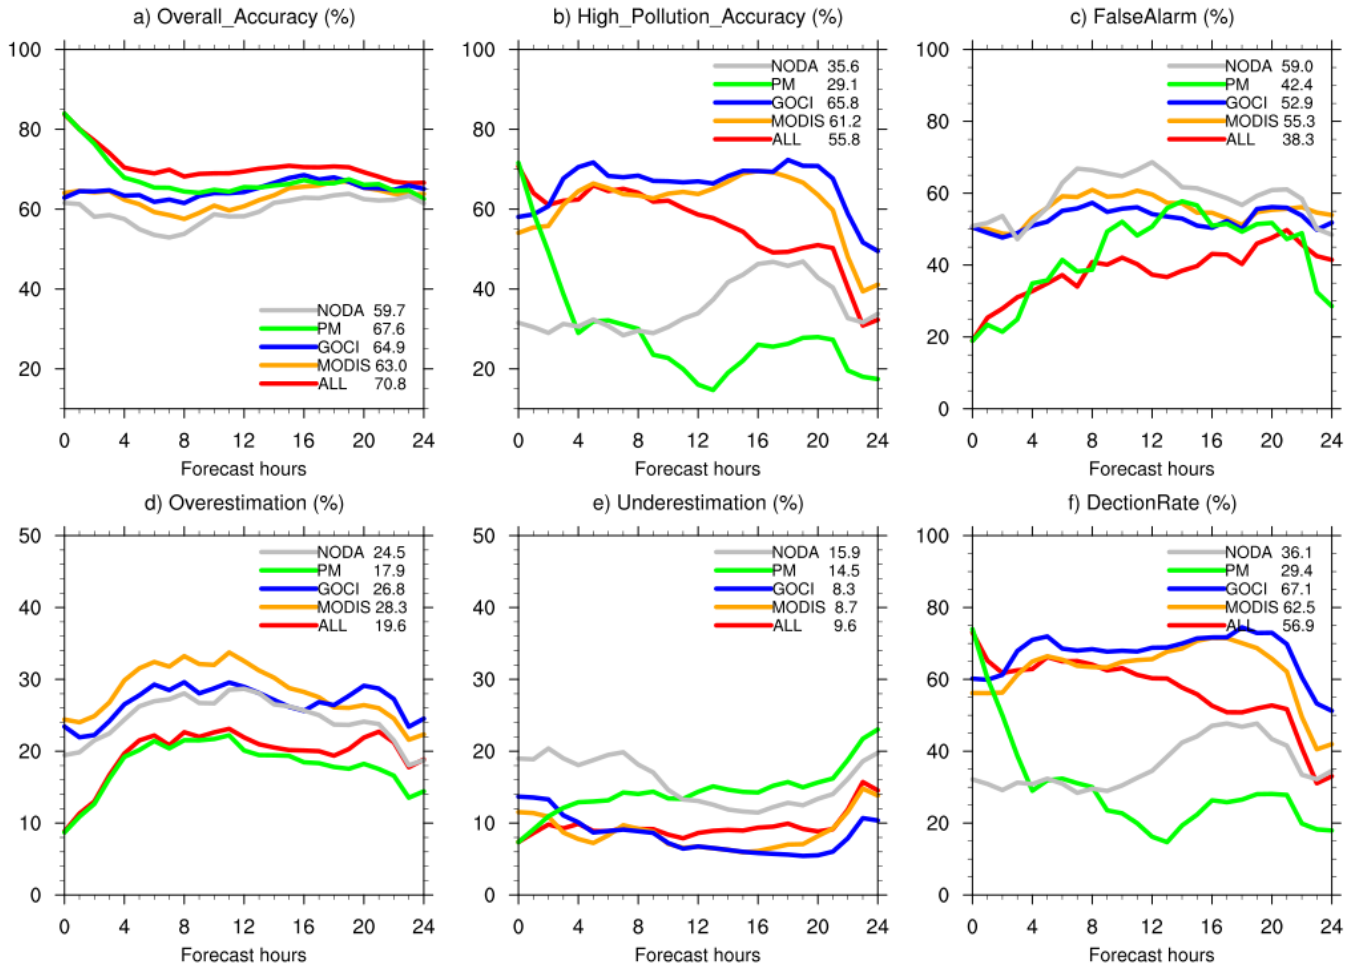 a) Overall_Accuracy (%)
100
80
60
40
20
NODA 59.7
PM 67.6
GOCI 64.9
MODIS 63.0
ALL 70.8
0 4 8 12 16 20 24
Forecast hours
b) High_Pollution_Accuracy (%)
100
80
60
40
20
NODA 35.6
PM 29.1
GOCI 65.8
MODIS 61.2
ALL 55.8
0 4 8 12 16 20 24
Forecast hours
c) FalseAlarm (%)
100
80
60
40
20
0
NODA 59.0
PM 42.4
GOCI 52.9
MODIS 55.3
ALL 38.3
0 4 8 12 16 20 24
Forecast hours
d) Overestimation (%)
50
40
30
20
10
0
NODA 24.5
PM 17.9
GOCI 26.8
MODIS 28.3
ALL 19.6
0 4 8 12 16 20 24
Forecast hours
e) Underestimation (%)
50
40
30
20
10
0
NODA 15.9
PM 14.5
GOCI 8.3
MODIS 8.7
ALL 9.6
0 4 8 12 16 20 24
Forecast hours
f) DectionRate (%)
100
80
60
40
20
0
NODA 36.1
PM 29.4
GOCI 67.1
MODIS 62.5
ALL 56.9
0 4 8 12 16 20 24
Forecast hours